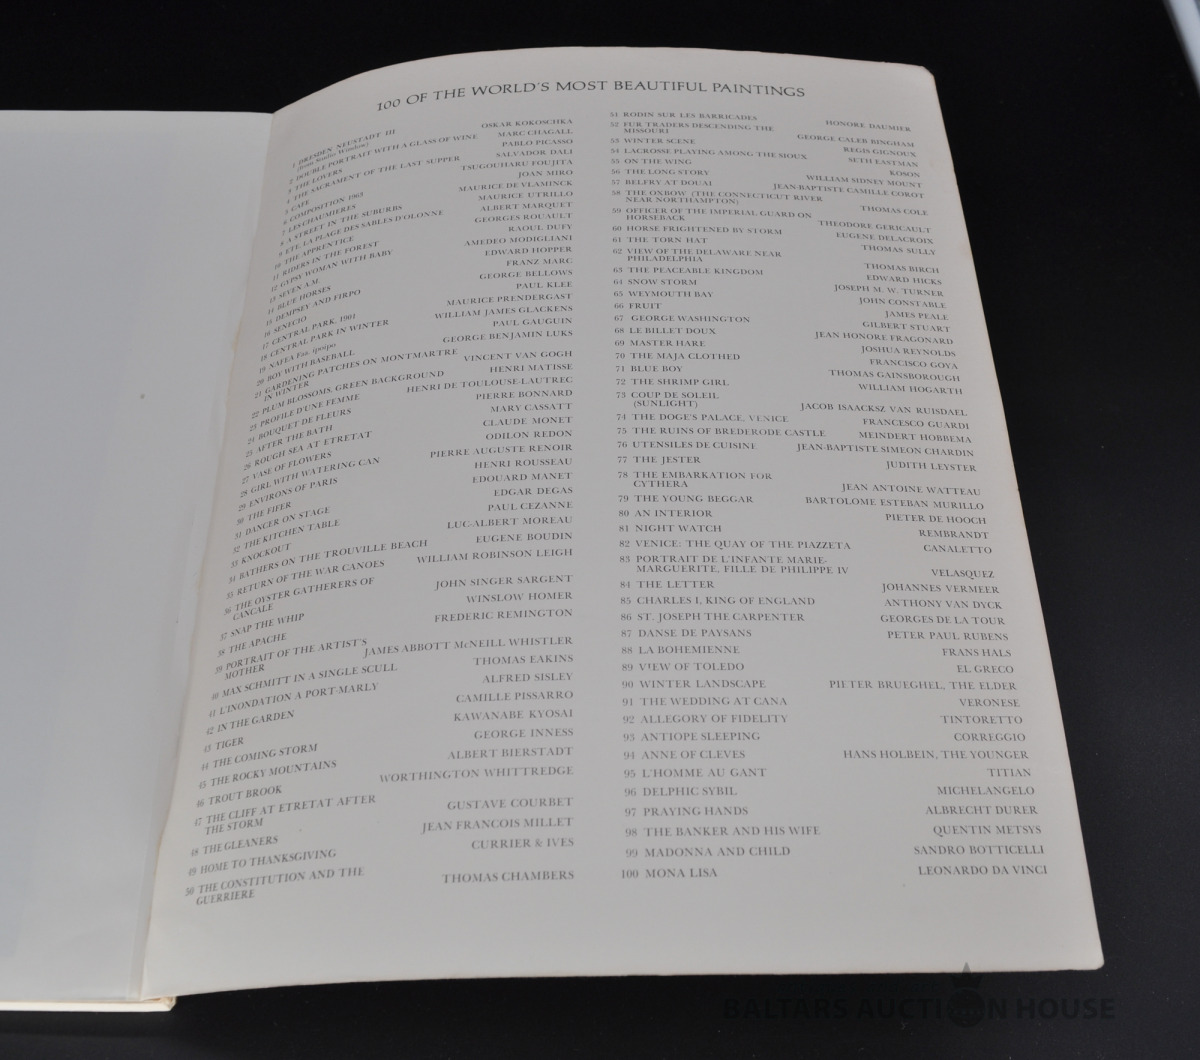 100 OF THE WORLD'S MOST BEAUTIFUL PAINTINGS
1 DRESDEN NEUSTADT III OSKAR KOKOSCHKA
(from Studio Window)
2 DOUBLE PORTRAIT WITH A GLASS OF WINE MARC CHAGALL
3 THE LOVERS PABLO PICASSO
4 THE SACRAMENT OF THE LAST SUPPER SALVADOR DALI
5 CAFE TSUGOUHARU FOUJITA
6 COMPOSITION 1963 JOAN MIRO
7 LES CHAUMIERES MAURICE DE VLAMINCK
8 A STREET IN THE SUBURBS MAURICE UTRILLO
9 ETE, LA PLAGE DES SABLES D'OLONNE ALBERT MARQUET
10 THE APPRENTICE GEORGES ROUAULT
11 RIDERS IN THE FOREST RAOUL DUFY
12 GYPSY WOMAN WITH BABY AMEDEO MODIGLIANI
13 SEVEN A.M. EDWARD HOPPER
14 BLUE HORSES FRANZ MARC
15 DEMPSEY AND FIRPO GEORGE BELLOWS
16 SENECIO PAUL KLEE
17 CENTRAL PARK, 1901 MAURICE PRENDERGAST
18 CENTRAL PARK IN WINTER WILLIAM JAMES GLACKENS
19 NAFEA Faa ipoipo PAUL GAUGUIN
20 BOY WITH BASEBALL GEORGE BENJAMIN LUKS
21 GARDENING PATCHES ON MONTMARTRE
IN WINTER VINCENT VAN GOGH
22 PLUM BLOSSOMS, GREEN BACKGROUND HENRI MATISSE
23 PROFILE D'UNE FEMME HENRI DE TOULOUSE-LAUTREC
24 BOUQUET DE FLEURS PIERRE BONNARD
25 AFTER THE BATH MARY CASSATT
26 ROUGH SEA AT ETRETAT CLAUDE MONET
27 VASE OF FLOWERS ODILON REDON
28 GIRL WITH WATERING CAN PIERRE AUGUSTE RENOIR
29 ENVIRONS OF PARIS HENRI ROUSSEAU
30 THE FIFER EDOUARD MANET
31 DANCER ON STAGE EDGAR DEGAS
32 THE KITCHEN TABLE PAUL CEZANNE
33 KNOCKOUT LUC-ALBERT MOREAU
34 BATHERS ON THE TROUVILLE BEACH EUGENE BOUDIN
35 RETURN OF THE WAR CANOES WILLIAM ROBINSON LEIGH
36 THE OYSTER GATHERERS OF
CANCALE JOHN SINGER SARGENT
37 SNAP THE WHIP WINSLOW HOMER
38 THE APACHE FREDERIC REMINGTON
39 PORTRAIT OF THE ARTIST'S
MOTHER JAMES ABBOTT McNEILL WHISTLER
40 MAX SCHMITT IN A SINGLE SCULL THOMAS EAKINS
41 L'INONDATION A PORT-MARLY ALFRED SISLEY
42 IN THE GARDEN CAMILLE PISSARRO
43 TIGER KAWANABE KYOSAI
44 THE COMING STORM GEORGE INNESS
45 THE ROCKY MOUNTAINS ALBERT BIERSTADT
46 TROUT BROOK WORTHINGTON WHITTREDGE
47 THE CLIFF AT ETRETAT AFTER
THE STORM GUSTAVE COURBET
48 THE GLEANERS JEAN FRANCOIS MILLET
49 HOME TO THANKSGIVING CURRIER & IVES
50 THE CONSTITUTION AND THE
GUERRIERE THOMAS CHAMBERS
51 RODIN SUR LES BARRICADES HONORE DAUMIER
52 FUR TRADERS DESCENDING THE
MISSOURI GEORGE CALEB BINGHAM
53 WINTER SCENE REGIS GIGNOUX
54 LACROSSE PLAYING AMONG THE SIOUX SETH EASTMAN
55 ON THE WING KOSON
56 THE LONG STORY WILLIAM SIDNEY MOUNT
57 BELFRY AT DOUAI JEAN-BAPTISTE CAMILLE COROT
58 THE OXBOW (THE CONNECTICUT RIVER
NEAR NORTHAMPTON) THOMAS COLE
59 OFFICER OF THE IMPERIAL GUARD ON
HORSEBACK THEODORE GERICAULT
60 HORSE FRIGHTENED BY STORM EUGENE DELACROIX
61 THE TORN HAT THOMAS SULLY
62 VIEW OF THE DELAWARE NEAR
PHILADELPHIA THOMAS BIRCH
63 THE PEACEABLE KINGDOM EDWARD HICKS
64 SNOW STORM JOSEPH M. W. TURNER
65 WEYMOUTH BAY JOHN CONSTABLE
66 FRUIT JAMES PEALE
67 GEORGE WASHINGTON GILBERT STUART
68 LE BILLET DOUX JEAN HONORE FRAGONARD
69 MASTER HARE JOSHUA REYNOLDS
70 THE MAJA CLOTHED FRANCISCO GOYA
71 BLUE BOY THOMAS GAINSBOROUGH
72 THE SHRIMP GIRL WILLIAM HOGARTH
73 COUP DE SOLEIL
(SUNLIGHT) JACOB ISAACKSZ VAN RUISDAEL
74 THE DOGE'S PALACE, VENICE FRANCESCO GUARDI
75 THE RUINS OF BREDERODE CASTLE MEINDERT HOBBEMA
76 UTENSILES DE CUISINE JEAN-BAPTISTE SIMEON CHARDIN
77 THE JESTER JUDITH LEYSTER
78 THE EMBARKATION FOR
CYTHERA JEAN ANTOINE WATTEAU
79 THE YOUNG BEGGAR BARTOLOME ESTEBAN MURILLO
80 AN INTERIOR PIETER DE HOOCH
81 NIGHT WATCH REMBRANDT
82 VENICE: THE QUAY OF THE PIAZZETA CANALETTO
83 PORTRAIT DE L'INFANTE MARIE-
MARGUERITE, FILLE DE PHILIPPE IV VELASQUEZ
84 THE LETTER JOHANNES VERMEER
85 CHARLES I, KING OF ENGLAND ANTHONY VAN DYCK
86 ST. JOSEPH THE CARPENTER GEORGES DE LA TOUR
87 DANSE DE PAYSANS PETER PAUL RUBENS
88 LA BOHEMIENNE FRANS HALS
89 VIEW OF TOLEDO EL GRECO
90 WINTER LANDSCAPE PIETER BRUEGHEL, THE ELDER
91 THE WEDDING AT CANA VERONESE
92 ALLEGORY OF FIDELITY TINTORETTO
93 ANTIOPE SLEEPING CORREGGIO
94 ANNE OF CLEVES HANS HOLBEIN, THE YOUNGER
95 L'HOMME AU GANT TITIAN
96 DELPHIC SYBIL MICHELANGELO
97 PRAYING HANDS ALBRECHT DURER
98 THE BANKER AND HIS WIFE QUENTIN METSYS
99 MADONNA AND CHILD SANDRO BOTTICELLI
100 MONA LISA LEONARDO DA VINCI
BALTARS AUCTION HOUSE